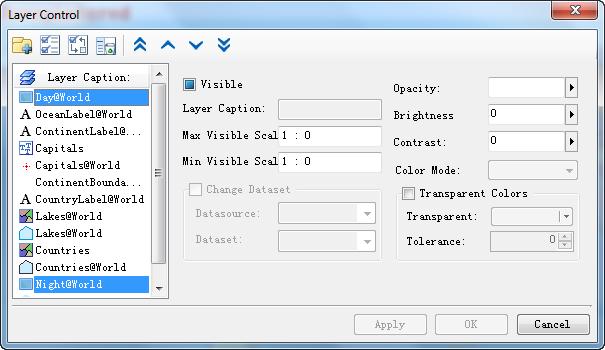 Layer Control
Layer Caption:
Day@World
OceanLabel@World
ContinentLabel@...
Capitals
Capitals@World
ContinentBounda...
CountryLabel@World
Lakes@World
Lakes@World
Countries
Countries@World
Night@World
Visible
Layer Caption:
Max Visible Scal 1 : 0
Min Visible Scal 1 : 0
Change Dataset
Datasource:
Dataset:
Opacity:
Brightness 0
Contrast: 0
Color Mode:
Transparent Colors
Transparent:
Tolerance: 0
Apply
OK
Cancel